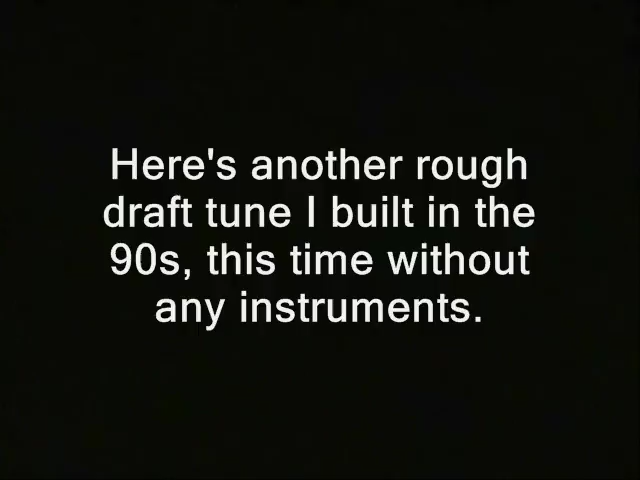 Here's another rough
draft tune I built in the
90s, this time without
any instruments.